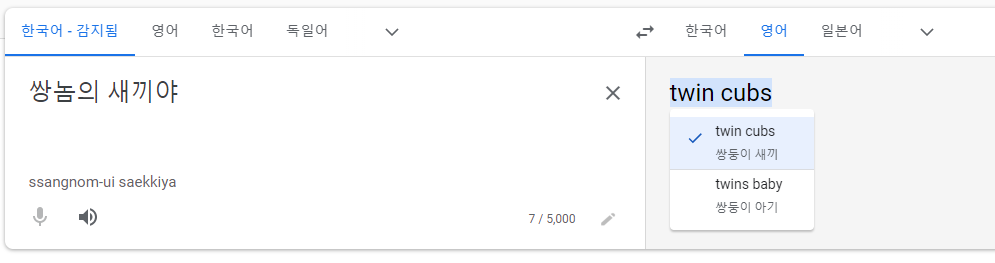 한국어 - 감지됨 영어 한국어 독일어 한국어 영어 일본어
쌍놈의 새끼야
ssangnom-ui saekkiya
7 / 5,000
twin cubs
twin cubs
쌍둥이 새끼
twins baby
쌍둥이 아기